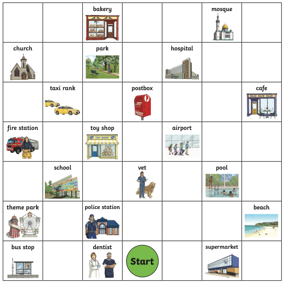 bakery
mosque
church
park
hospital
taxi rank
postbox
cafe
fire station
toy shop
airport
school
vet
pool
theme park
police station
beach
bus stop
dentist
Start
supermarket